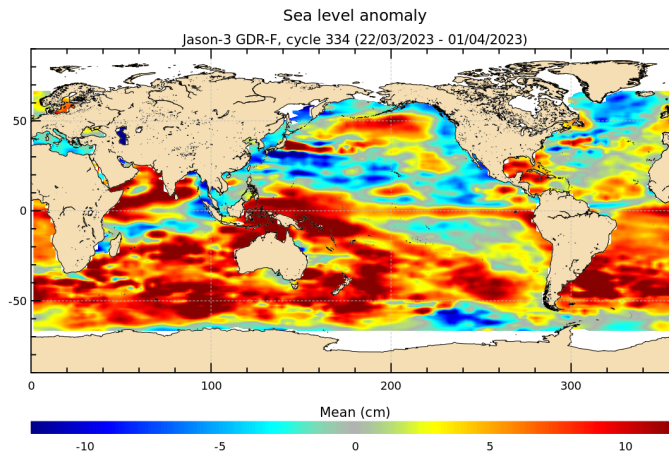 Sea level anomaly
Jason-3 GDR-F, cycle 334 (22/03/2023 - 01/04/2023)
50
0
-50
0 100 200 300
Mean (cm)
-10 -5 0 5 10